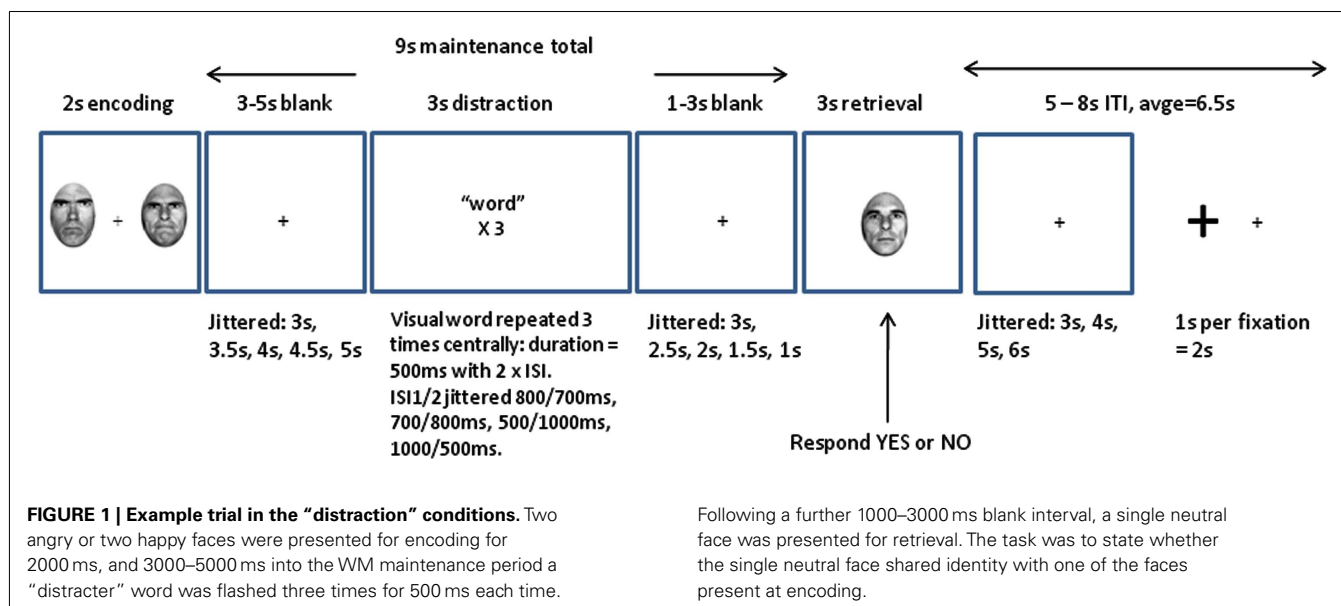 9s maintenance total
2s encoding
3-5s blank
3s distraction
1-3s blank
3s retrieval
5 – 8s ITI, avge=6.5s
"word"
X 3
Jittered: 3s,
3.5s, 4s, 4.5s, 5s
Visual word repeated 3
times centrally: duration =
500ms with 2 x ISI.
ISI1/2 jittered 800/700ms,
700/800ms, 500/1000ms,
1000/500ms.
Jittered: 3s,
2.5s, 2s, 1.5s, 1s
Respond YES or NO
Jittered: 3s, 4s,
5s, 6s
1s per fixation
= 2s
FIGURE 1 | Example trial in the “distraction” conditions. Two
angry or two happy faces were presented for encoding for
2000 ms, and 3000–5000 ms into the WM maintenance period a
“distracter” word was flashed three times for 500 ms each time.
Following a further 1000–3000 ms blank interval, a single neutral
face was presented for retrieval. The task was to state whether
the single neutral face shared identity with one of the faces
present at encoding.